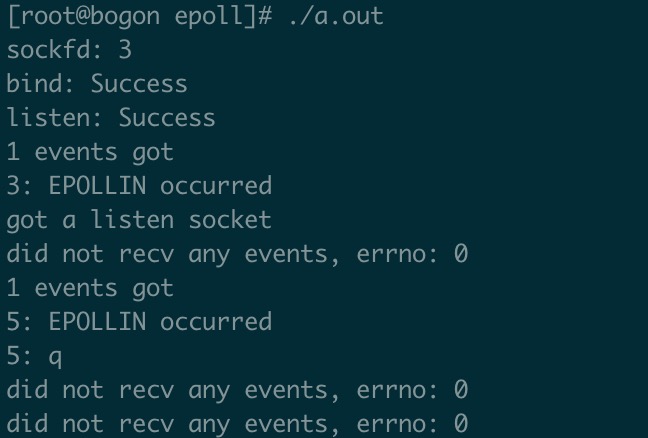 [root@bogon epoll]# ./a.out
sockfd: 3
bind: Success
listen: Success
1 events got
3: EPOLLIN occurred
got a listen socket
did not recv any events, errno: 0
1 events got
5: EPOLLIN occurred
5: q
did not recv any events, errno: 0
did not recv any events, errno: 0